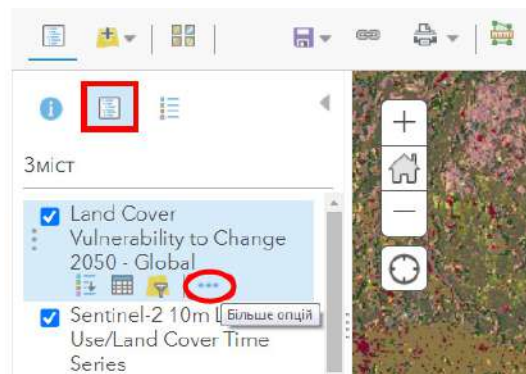 Зміст
Land Cover
Vulnerability to Change
2050 - Global
Sentinel-2 10m L
Більше опцій
Use/Land Cover Time
Series